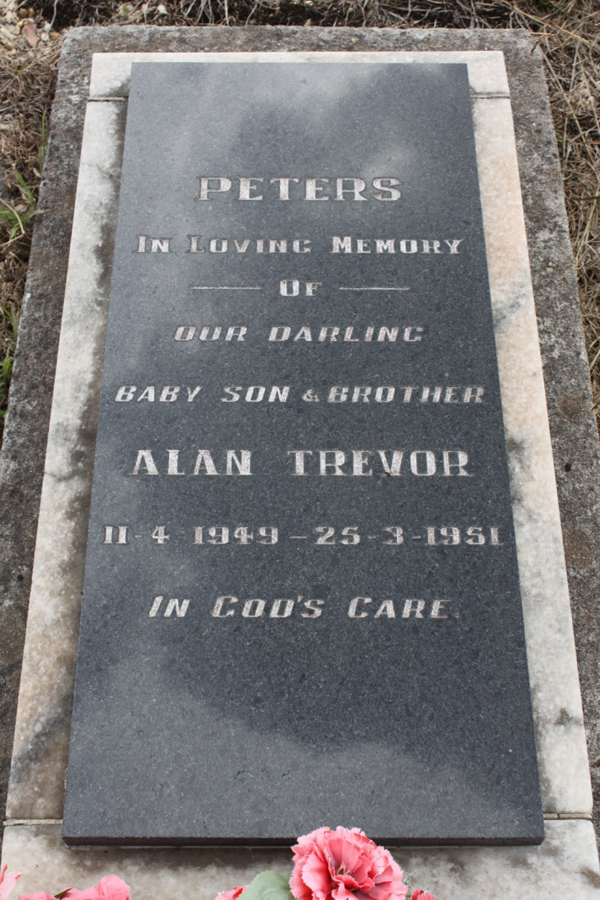 PETERS
IN LOVING MEMORY
— OF —
OUR DARLING
BABY SON & BROTHER
ALAN TREVOR
11-4 1949 - 25-3-1951
IN GOD'S CARE.